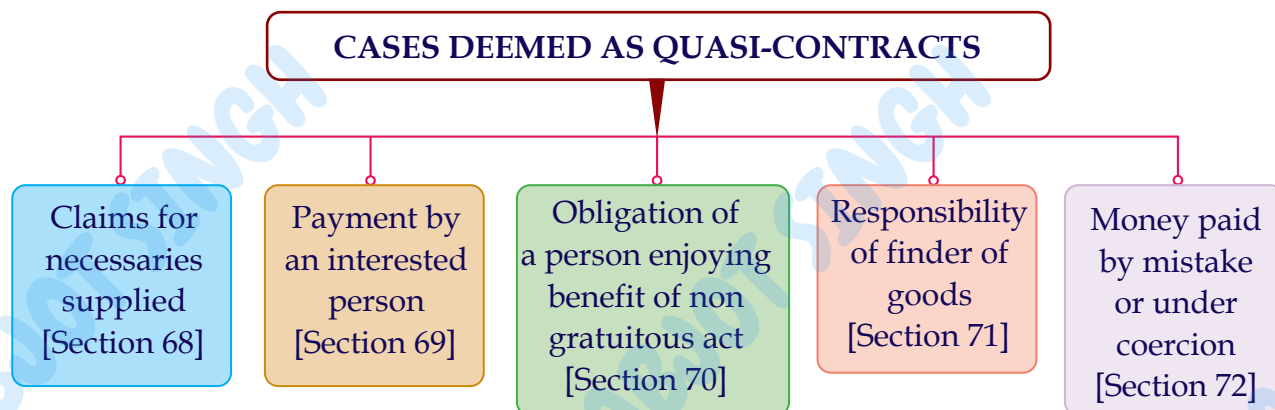 CASES DEEMED AS QUASI-CONTRACTS
Claims for
necessaries
supplied
[Section 68]
Payment by
an interested
person
[Section 69]
Obligation of
a person enjoying
benefit of non
gratuitous act
[Section 70]
Responsibility
of finder of
goods
[Section 71]
Money paid
by mistake
or under
coercion
[Section 72]